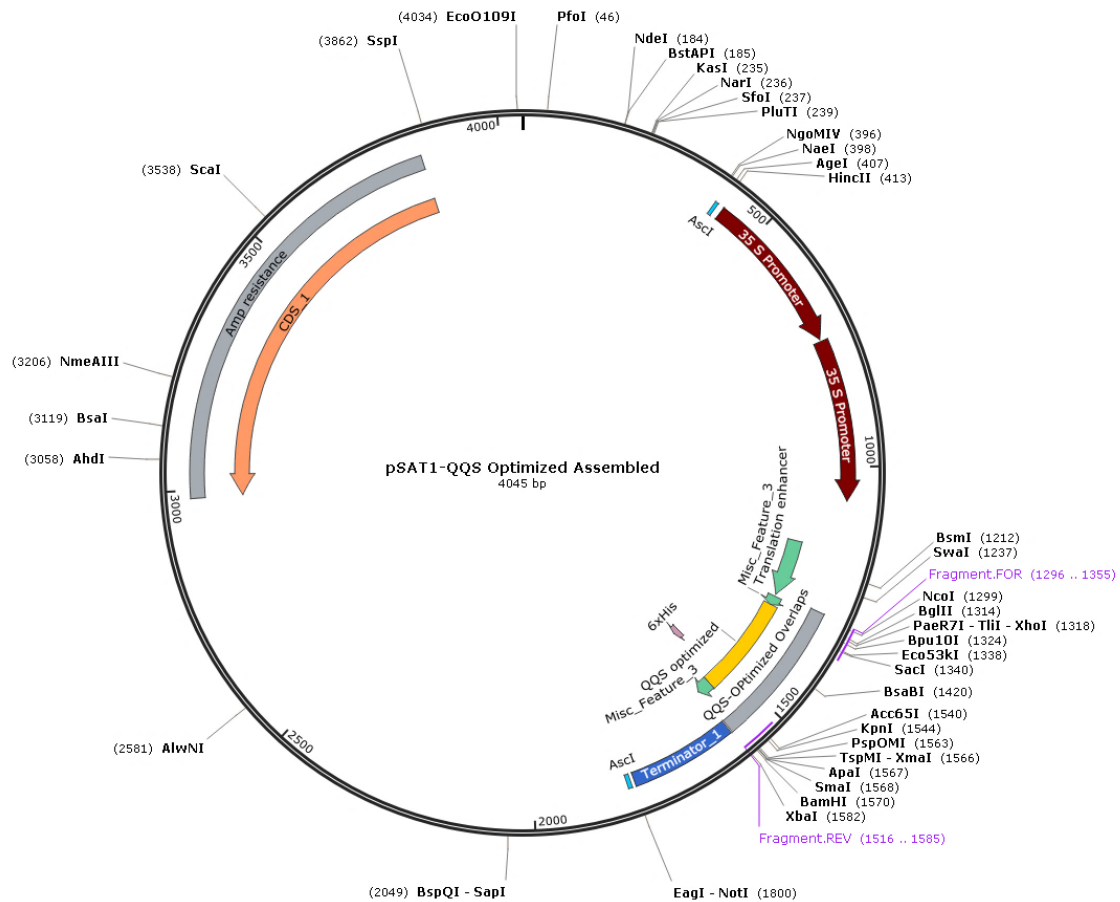 (4034) EcoO109I
PfoI (46)
(3862) SspI
NdeI (184)
BstAPI (185)
KasI (235)
NarI (236)
SfoI (237)
PluTI (239)
NgoMIV (396)
NaeI (398)
AgeI (407)
HincII (413)
(3538) ScaI
4000
500
3500
AscI
35 S Promoter
35 S Promoter
Amp resistance
CDS_1
(3206) NmeAIII
(3119) BsaI
(3058) AhdI
1000
3000
pSAT1-QQS Optimized Assembled
4045 bp
Misc_Feature_3
Translation enhancer
BsmI (1212)
SwaI (1237)
Fragment.FOR (1296 .. 1355)
NcoI (1299)
BglII (1314)
PaeR7I - TliI - XhoI (1318)
Bpu10I (1324)
Eco53kI (1338)
SacI (1340)
6xHis
QQS optimized
Misc_Feature_3
QQS-OPtimized Overlaps
BsaBI (1420)
1500
Acc65I (1540)
KpnI (1544)
PspOMI (1563)
TspMI - XmaI (1566)
ApaI (1567)
SmaI (1568)
BamHI (1570)
XbaI (1582)
Fragment.REV (1516 .. 1585)
AscI
Terminator_1
(2581) AlwNI
2500
2000
(2049) BspQI - SapI
EagI - NotI (1800)